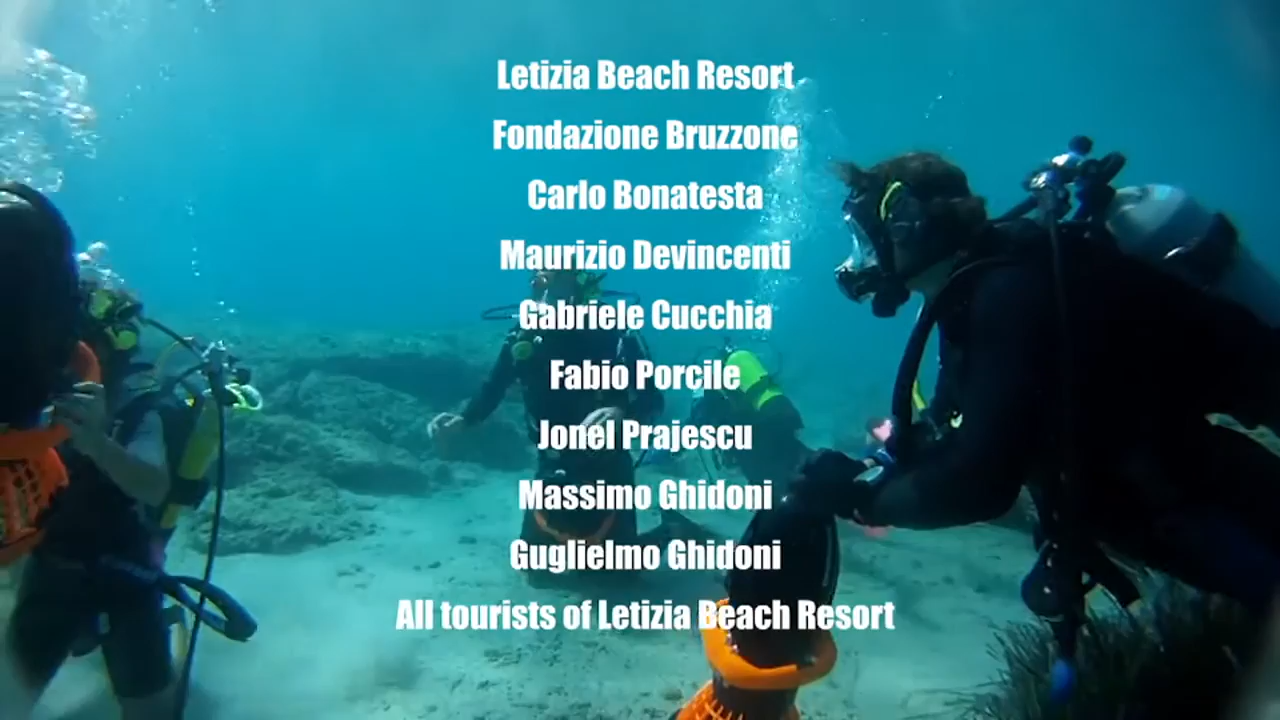 Letizia Beach Resort
Fondazione Bruzzone
Carlo Bonatesta
Maurizio Devincenti
Gabriele Cucchia
Fabio Porcile
Jonel Prajescu
Massimo Ghidoni
Guglielmo Ghidoni
All tourists of Letizia Beach Resort